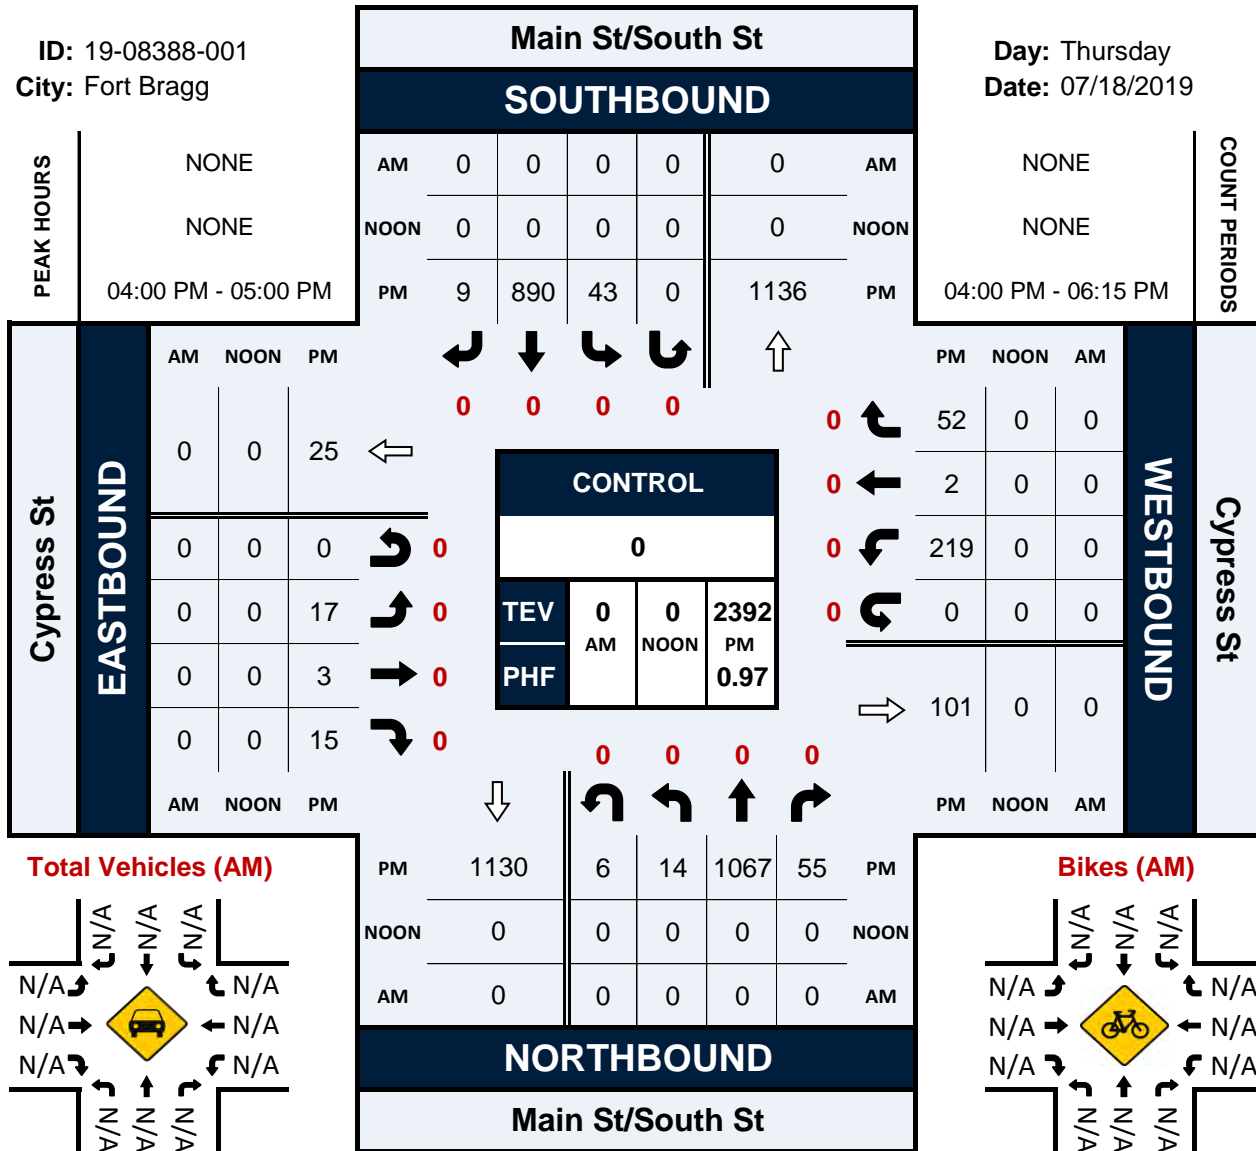 Main St/South St
ID: 19-08388-001
Day: Thursday
City: Fort Bragg
Date: 07/18/2019
SOUTHBOUND
PEAK HOURS
NONE
AM 0 0 0 0 0 AM
NONE
COUNT PERIODS
NONE
NOON 0 0 0 0 0 NOON
NONE
04:00 PM - 05:00 PM
PM 9 890 43 0 1136 PM
04:00 PM - 06:15 PM
AM NOON PM
PM NOON AM
0 0 0 0
0 52 0 0
0 0 25
CONTROL
0 2 0 0
Cypress St
EASTBOUND
WESTBOUND
Cypress St
0 0 0 0
0
0 219 0 0
0 0 17 0
TEV 0 0 2392
0 0 0 0
AM NOON PM
0 0 3 0
PHF 0.97
101 0 0
0 0 15 0
0 0 0 0
AM NOON PM
PM NOON AM
Total Vehicles (AM)
PM 1130 6 14 1067 55 PM
Bikes (AM)
NOON 0 0 0 0 0 NOON
AM 0 0 0 0 0 AM
N/A N/A N/A
N/A N/A
N/A N/A
N/A N/A
N/A N/A N/A
N/A N/A N/A
N/A N/A
N/A N/A
N/A N/A
N/A N/A N/A
NORTHBOUND
Main St/South St